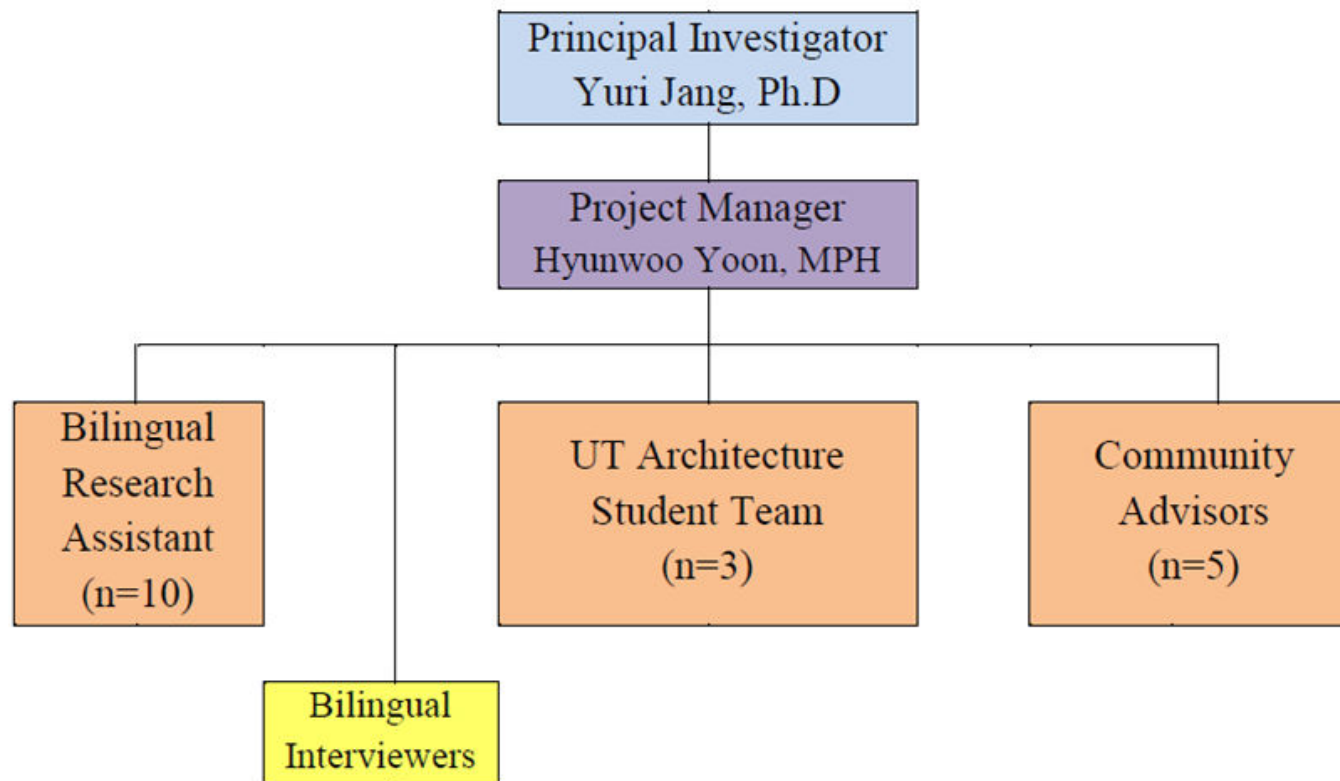 Principal Investigator
Yuri Jang, Ph.D
Project Manager
Hyunwoo Yoon, MPH
Bilingual
Research
Assistant
(n=10)
UT Architecture
Student Team
(n=3)
Community
Advisors
(n=5)
Bilingual
Interviewers